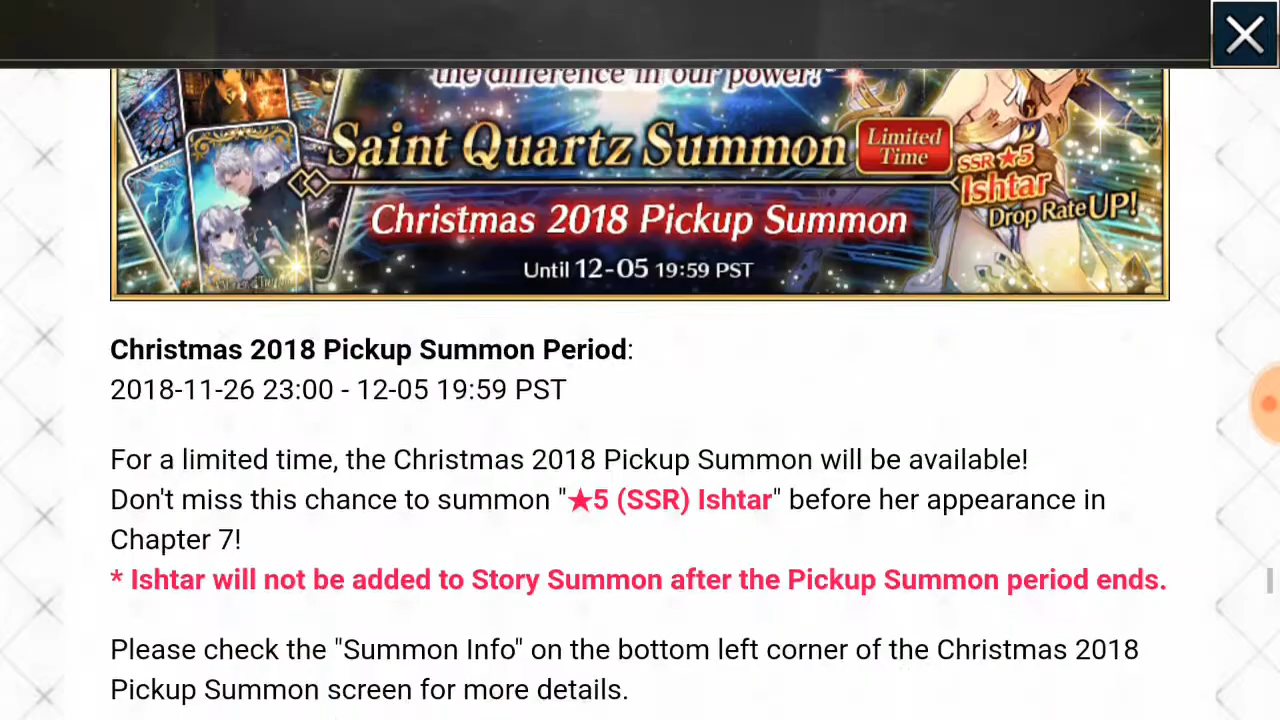 the difference in our power!"
Saint Quartz Summon
Limited
Time
SSR ★5
Ishtar
Drop Rate UP!
Christmas 2018 Pickup Summon
Until 12-05 19:59 PST
Christmas 2018 Pickup Summon Period:
2018-11-26 23:00 - 12-05 19:59 PST
For a limited time, the Christmas 2018 Pickup Summon will be available!
Don't miss this chance to summon "★5 (SSR) Ishtar" before her appearance in
Chapter 7!
* Ishtar will not be added to Story Summon after the Pickup Summon period ends.
Please check the "Summon Info" on the bottom left corner of the Christmas 2018
Pickup Summon screen for more details.